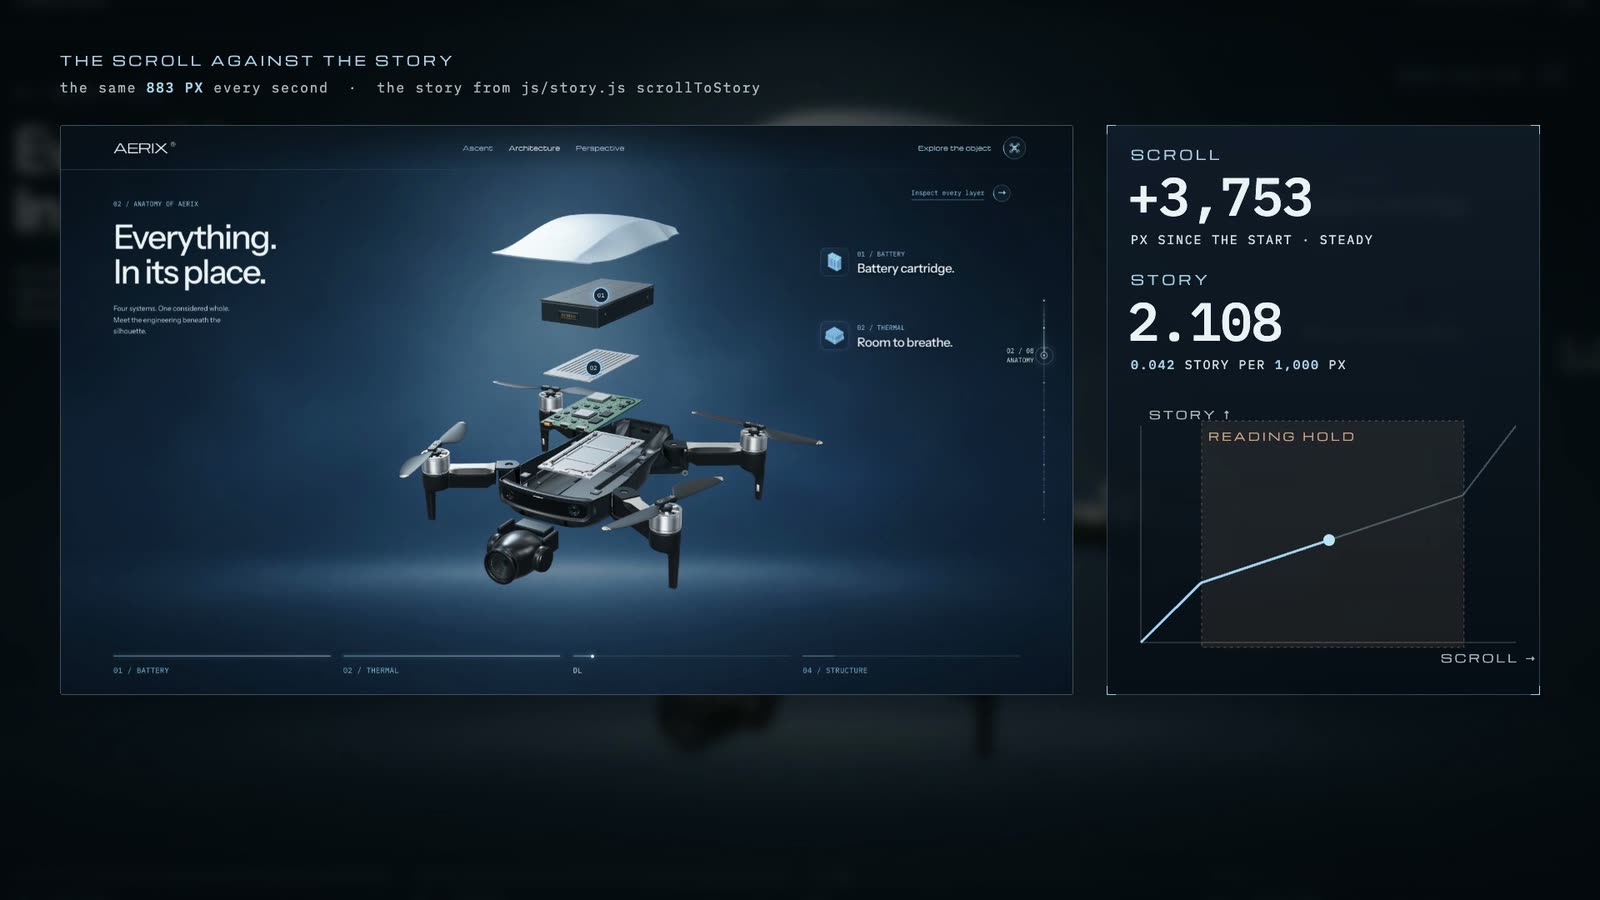 THE SCROLL AGAINST THE STORY
the same 883 PX every second · the story from js/story.js scrollToStory
AERIX ®
Ascent Architecture Perspective
Explore the object
Inspect every layer →
02 / ANATOMY OF AERIX
Everything.
In its place.
Four systems. One considered whole.
Meet the engineering beneath the
silhouette.
01
02
01 / BATTERY
Battery cartridge.
02 / THERMAL
Room to breathe.
02 / 08
ANATOMY
01 / BATTERY
02 / THERMAL
0L
04 / STRUCTURE
SCROLL
+3,753
PX SINCE THE START · STEADY
STORY
2.108
0.042 STORY PER 1,000 PX
STORY ↑
READING HOLD
SCROLL →